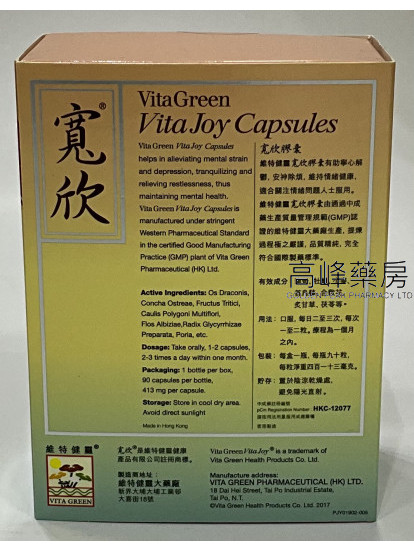 寬欣®
VitaGreen
VitaJoy Capsules
Vita Green VitaJoy Capsules
helps in alleviating mental strain
and depression, tranquilizing and
relieving restlessness, thus
maintaining mental health.
Vita Green VitaJoy Capsules is
manufactured under stringent
Western Pharmaceutical Standard
in the certified Good Manufacturing
Practice (GMP) plant of Vita Green
Pharmaceutical (HK) Ltd.
Active Ingredients: Os Draconis,
Concha Ostreae, Fructus Tritici,
Caulis Polygoni Multiflori,
Flos Albiziae,Radix Glycyrrhizae
Preparata, Poria, etc.
Dosage: Take orally, 1-2 capsules,
2-3 times a day within one month.
Packaging: 1 bottle per box,
90 capsules per bottle,
413 mg per capsule.
Storage: Store in cool dry area.
Avoid direct sunlight
Made in Hong Kong
寬欣膠囊
維特健靈寬欣膠囊有助學心解
鬱、安神除煩、維持情緒健康,
適合關注情緒問題人士服用。
維特健靈寬欣膠囊由通過中成
藥生產質量管理規範(GMP)認
證的維特健靈大藥廠生產,提煉
過程極之嚴謹,品質精純,完全
符合國際製藥標準。
高峰藥房
PHARMACY LTD
有效成分
炙甘草、茯苓等。
用法:口服,每日二至三次,每次
一至二粒。療程為一個月
之內。
包裝:每盒一瓶,每瓶九十粒,
每粒淨重四百一十三毫克。
貯存:置於陰涼乾燥處,
避免陽光直射。
中成藥註冊編號
pCm Registration Number: HKC-12077
香港製造
維特健靈®
VITA GREEN
寬欣®是維特健靈健康
產品有限公司註冊商標。
製造商地址:
維特健靈大藥廠
新界大埔大埔工業邨
大喜街18號
Vita Green VitaJoy® is a trademark of
Vita Green Health Products Co. Ltd.
Manufacture address:
VITA GREEN PHARMACEUTICAL (HK) LTD.
18 Dai Hei Street, Tai Po Industrial Estate,
Tai Po, N.T.
©Vita Green Health Products Co. Ltd. 2017